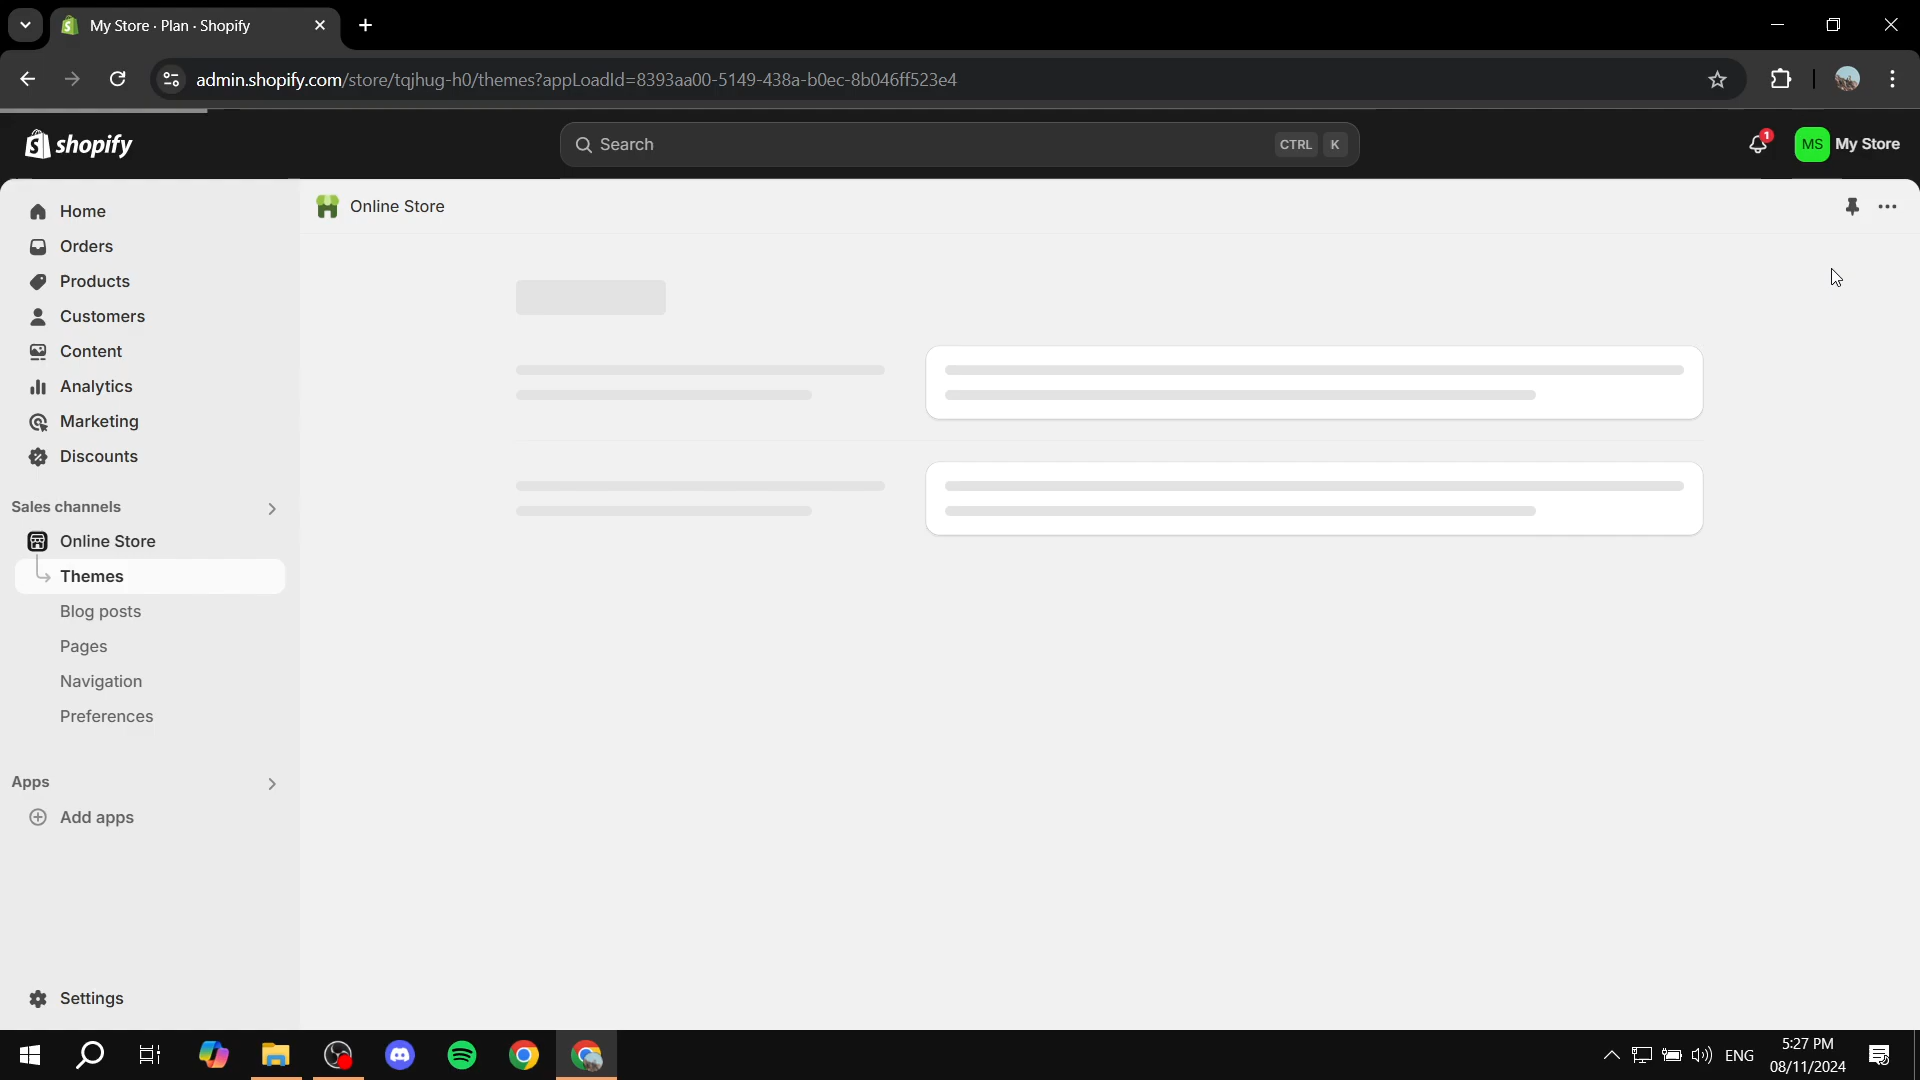 My Store · Plan · Shopify
admin.shopify.com/store/tqjhug-h0/themes?appLoadId=8393aa00-5149-438a-b0ec-8b046ff523e4
shopify
Search
CTRL K
1
MS My Store
Home
Online Store
Orders
Products
Customers
Content
Analytics
Marketing
Discounts
Sales channels
Online Store
Themes
Blog posts
Pages
Navigation
Preferences
Apps
Add apps
Settings
ENG
5:27 PM
08/11/2024